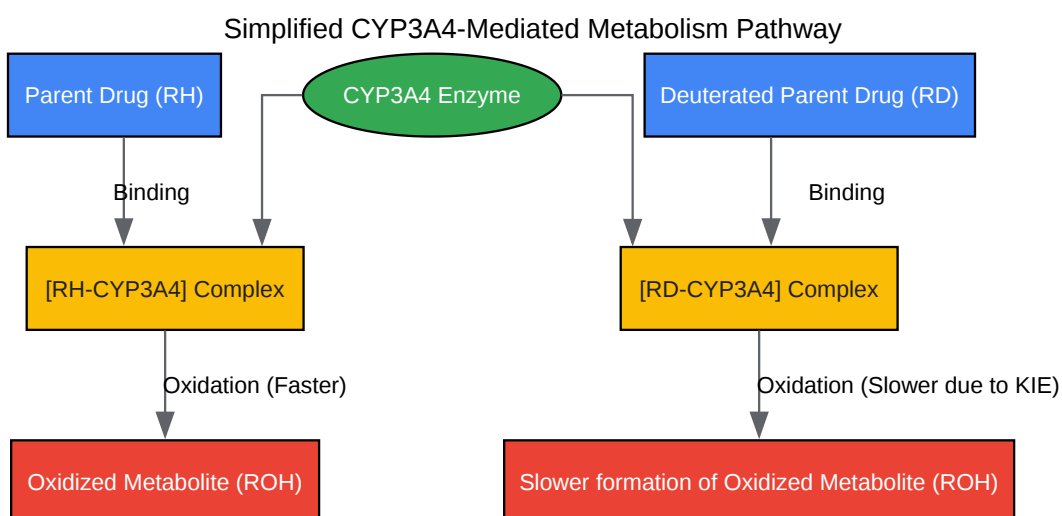 Simplified CYP3A4-Mediated Metabolism Pathway
Parent Drug (RH)
CYP3A4 Enzyme
Deuterated Parent Drug (RD)
Binding
Binding
[RH-CYP3A4] Complex
[RD-CYP3A4] Complex
Oxidation (Faster)
Oxidation (Slower due to KIE)
Oxidized Metabolite (ROH)
Slower formation of Oxidized Metabolite (ROH)